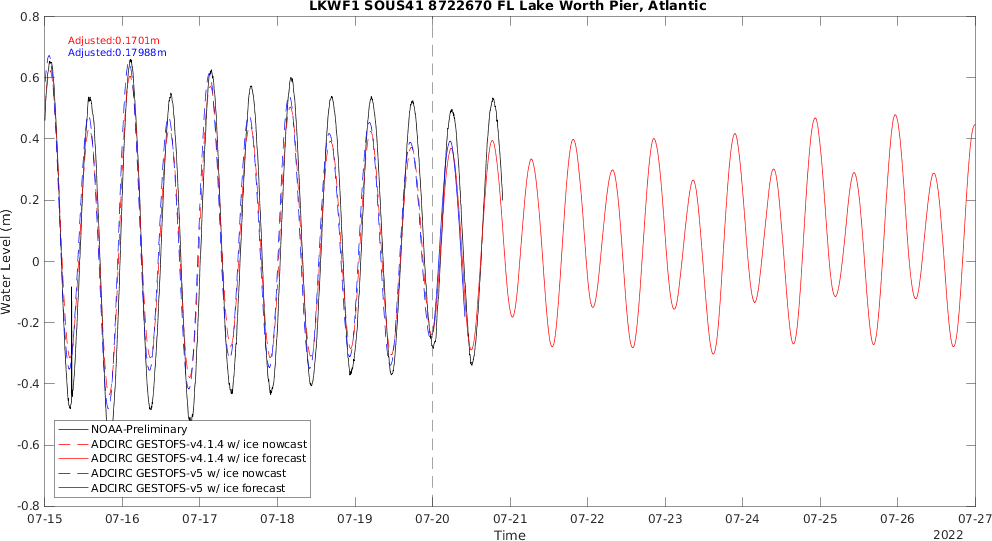 LKWF1 SOUS41 8722670 FL Lake Worth Pier, Atlantic
Adjusted:0.1701m
Adjusted:0.17988m
Water Level (m)
0.8
0.6
0.4
0.2
0
-0.2
-0.4
-0.6
-0.8
NOAA-Preliminary
ADCIRC GESTOFS-v4.1.4 w/ ice nowcast
ADCIRC GESTOFS-v4.1.4 w/ ice forecast
ADCIRC GESTOFS-v5 w/ ice nowcast
ADCIRC GESTOFS-v5 w/ ice forecast
07-15 07-16 07-17 07-18 07-19 07-20 07-21 07-22 07-23 07-24 07-25 07-26 07-27
Time
2022